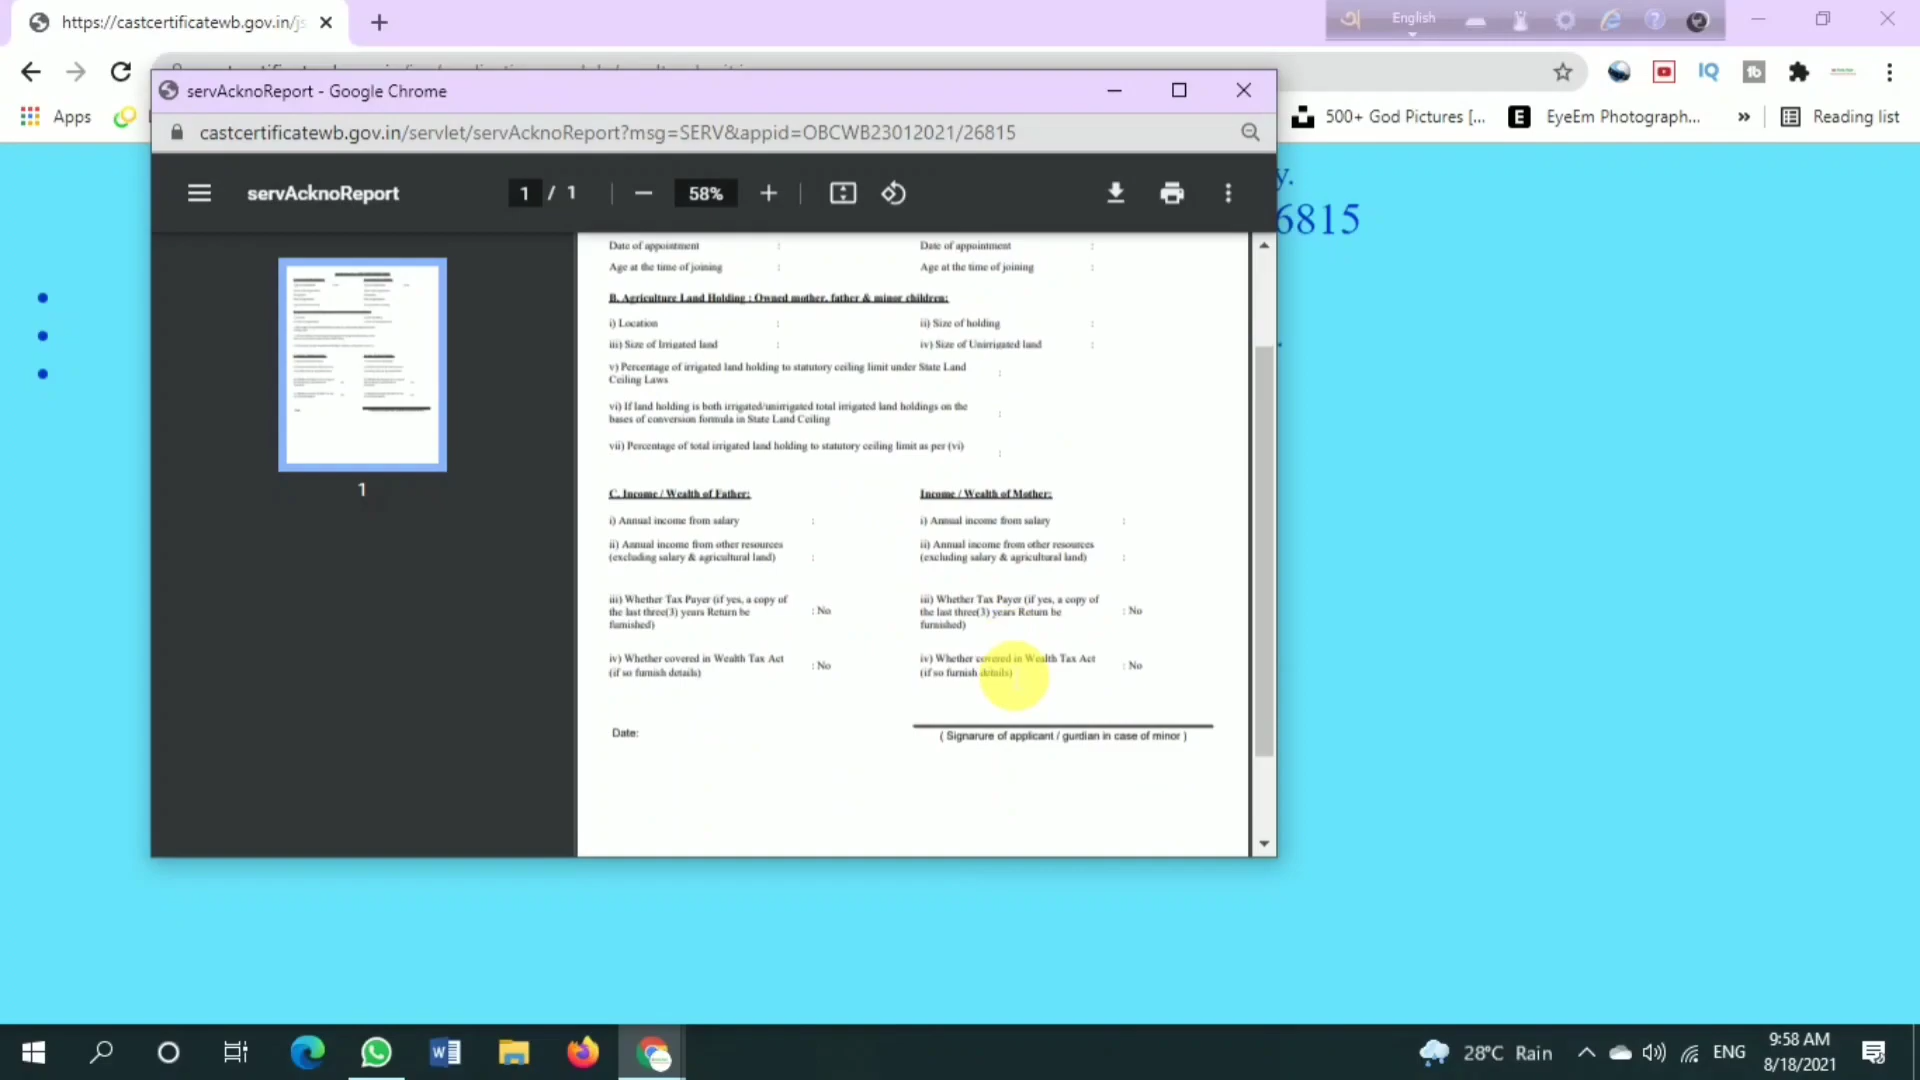 https://castcertificatewb.gov.in/js
English
servAcknoReport - Google Chrome
castcertificatewb.gov.in/servlet/servAcknoReport?msg=SERV&appid=OBCWB23012021/26815
Apps
500+ God Pictures [...
E
EyeEm Photograph...
»
Reading list
IQ
tb
servAcknoReport
1 / 1
58%
y.
6815
Date of appointment : Date of appointment :
Age at the time of joining : Age at the time of joining :
B. Agriculture Land Holding : Owned mother, father & minor children:
i) Location : ii) Size of holding :
iii) Size of Irrigated land : iv) Size of Unirrigated land :
v) Percentage of irrigated land holding to statutory ceiling limit under State Land
Ceiling Laws :
vi) If land holding is both irrigated/unirrigated total irrigated land holdings on the
bases of conversion formula in State Land Ceiling :
vii) Percentage of total irrigated land holding to statutory ceiling limit as per (vi) :
C. Income / Wealth of Father: Income / Wealth of Mother:
i) Annual income from salary : i) Annual income from salary :
ii) Annual income from other resources ii) Annual income from other resources
(excluding salary & agricultural land) : (excluding salary & agricultural land) :
iii) Whether Tax Payer (if yes, a copy of iii) Whether Tax Payer (if yes, a copy of
the last three(3) years Return be : No the last three(3) years Return be : No
furnished) furnished)
iv) Whether covered in Wealth Tax Act : No iv) Whether covered in Wealth Tax Act : No
(if so furnish details) (if so furnish details)
Date:
( Signarure of applicant / gurdian in case of minor )
1
28°C Rain
ENG
9:58 AM
8/18/2021